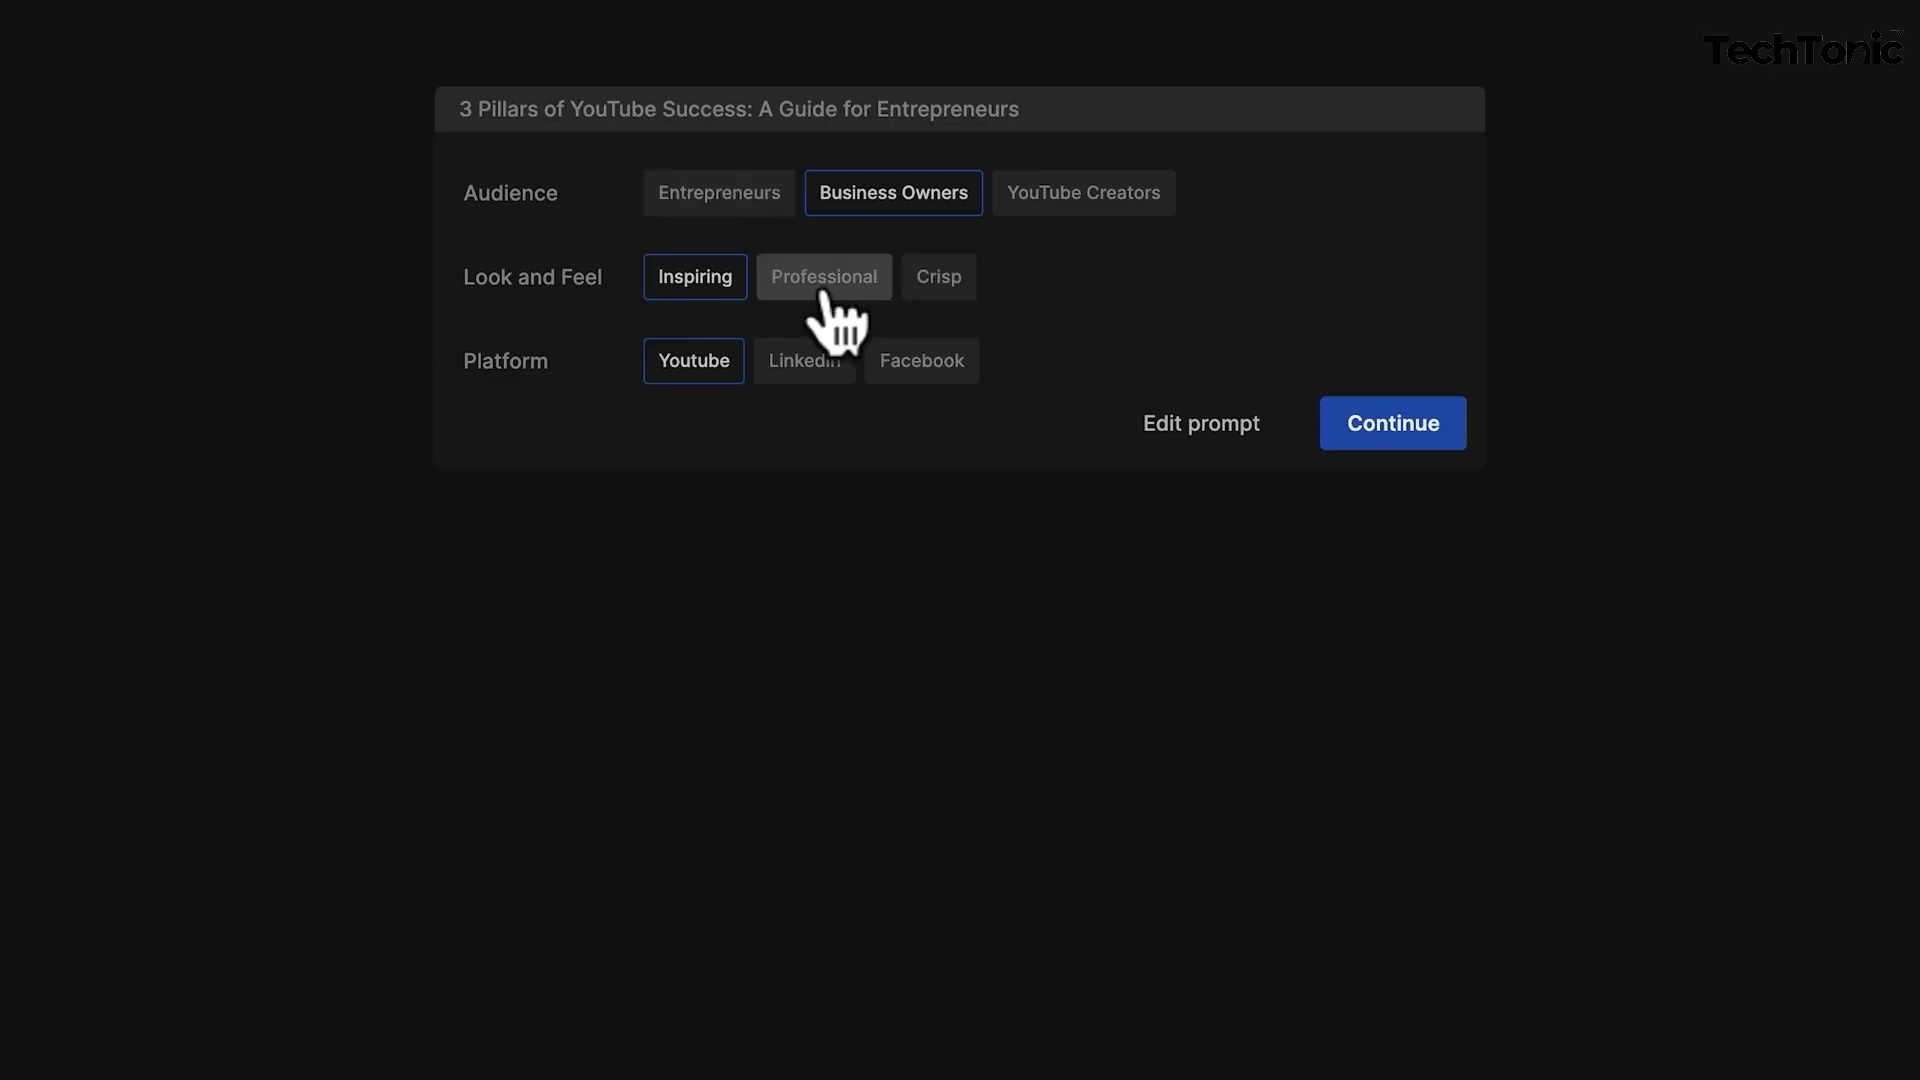 TechTonic
3 Pillars of YouTube Success: A Guide for Entrepreneurs
Audience Entrepreneurs Business Owners YouTube Creators
Look and Feel Inspiring Professional Crisp
Platform Youtube LinkedIn Facebook
Edit prompt Continue